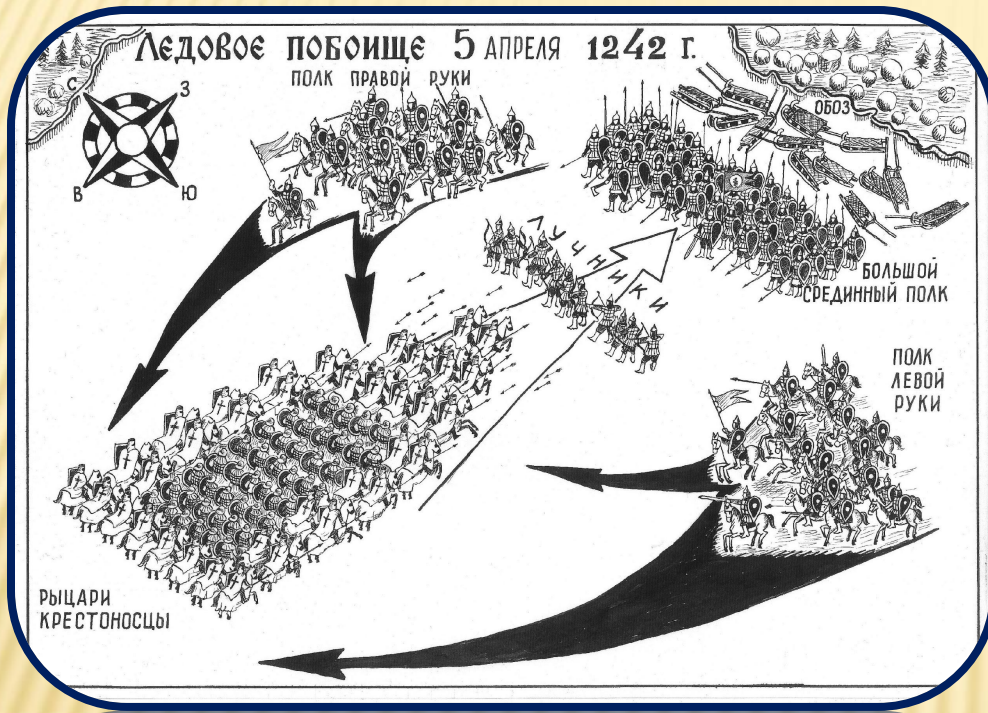 ЛЕДОВОЕ ПОБОИЩЕ 5 АПРЕЛЯ 1242 Г.
ПОЛК ПРАВОЙ РУКИ
С
З
В
Ю
ОБОЗ
ЛУЧНИКИ
БОЛЬШОЙ
СРЕДИННЫЙ ПОЛК
ПОЛК
ЛЕВОЙ
РУКИ
РЫЦАРИ
КРЕСТОНОСЦЫ